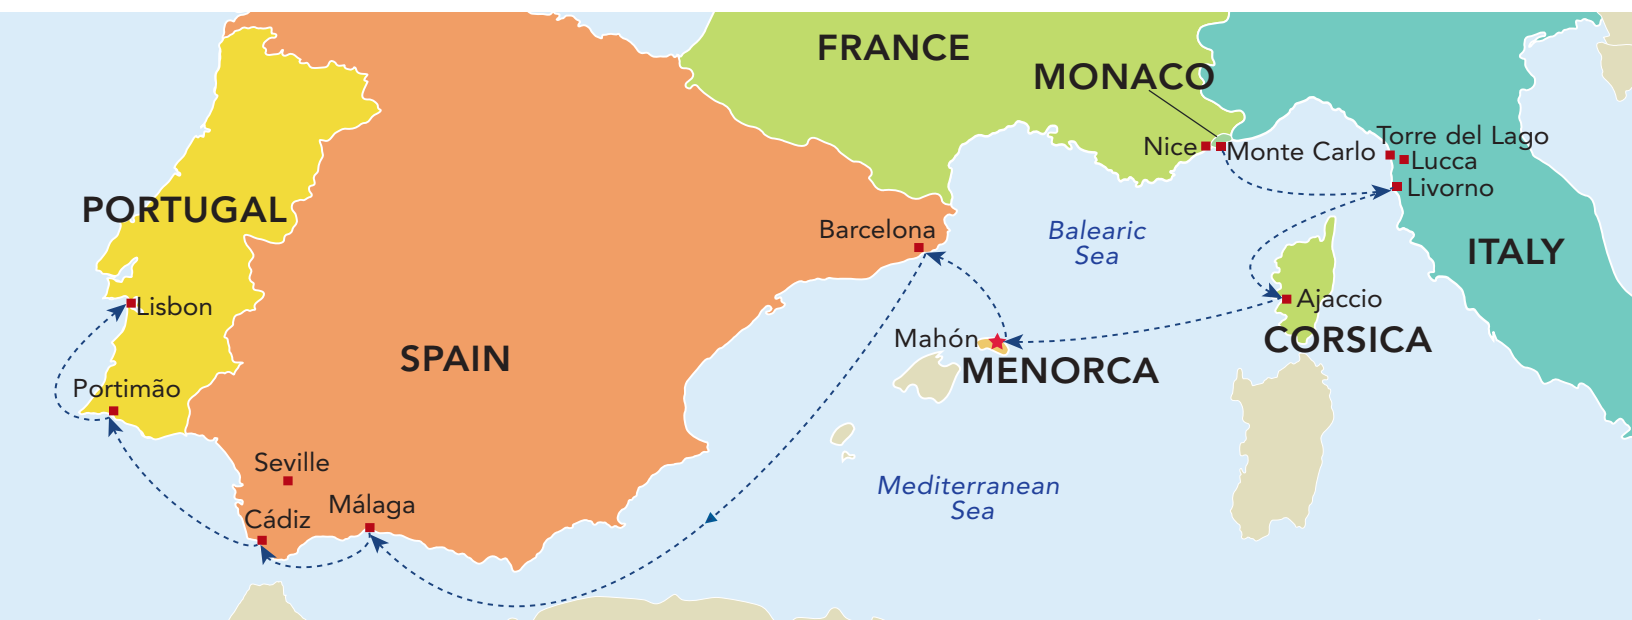 FRANCE
MONACO
Nice
Monte Carlo
Torre del Lago
Lucca
Livorno
PORTUGAL
Barcelona
Balearic
Sea
ITALY
Lisbon
Ajaccio
Mahón
CORSICA
SPAIN
MENORCA
Portimão
Seville
Mediterranean
Sea
Málaga
Cádiz